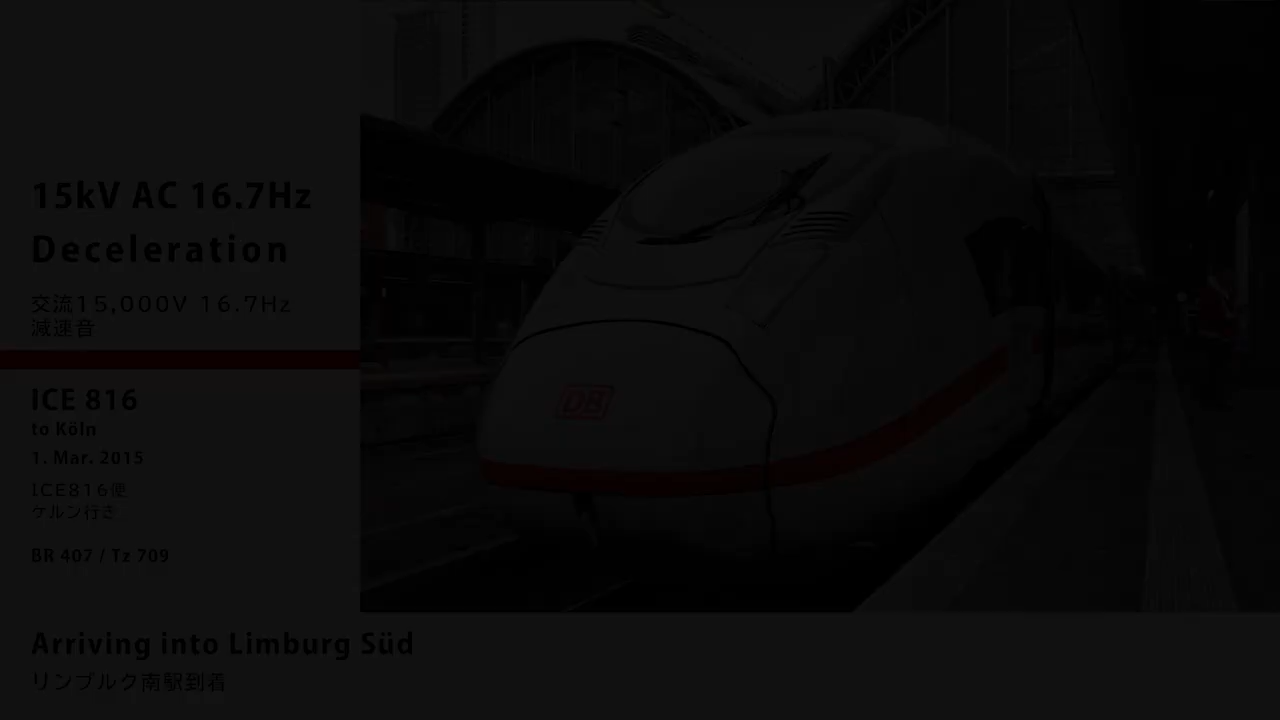 15kV AC 16.7Hz
Deceleration
交流15,000V 16.7Hz
減速音
ICE 816
to Köln
1. Mar. 2015
ICE816便
ケルン行き
BR 407 / Tz 709
DB
Arriving into Limburg Süd
リンブルク南駅到着